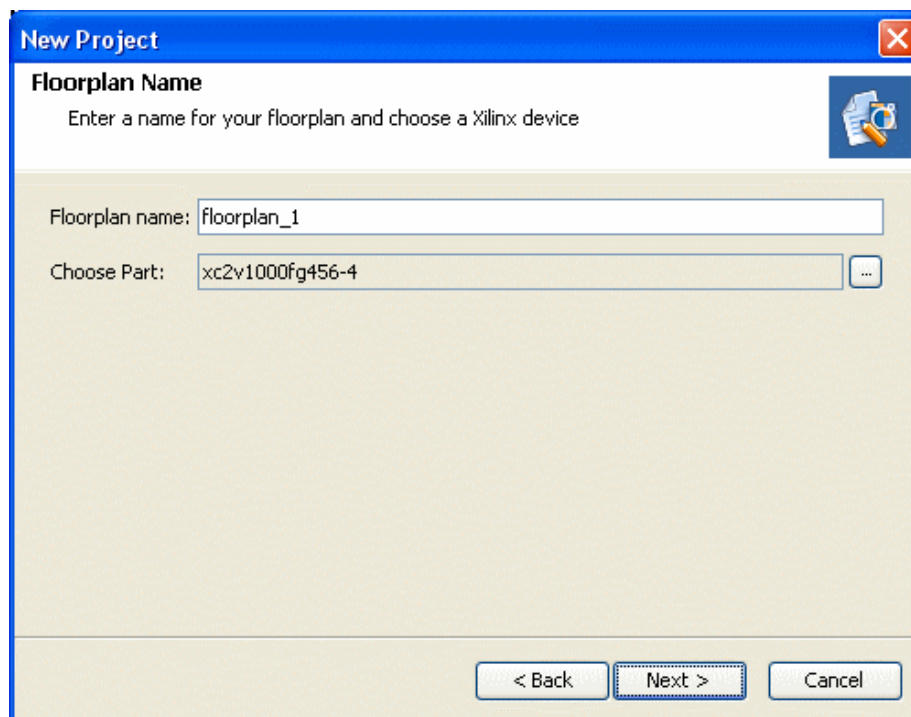 New Project
Floorplan Name
Enter a name for your floorplan and choose a Xilinx device
Floorplan name: floorplan_1
Choose Part: xc2v1000fg456-4 ...
< Back Next > Cancel